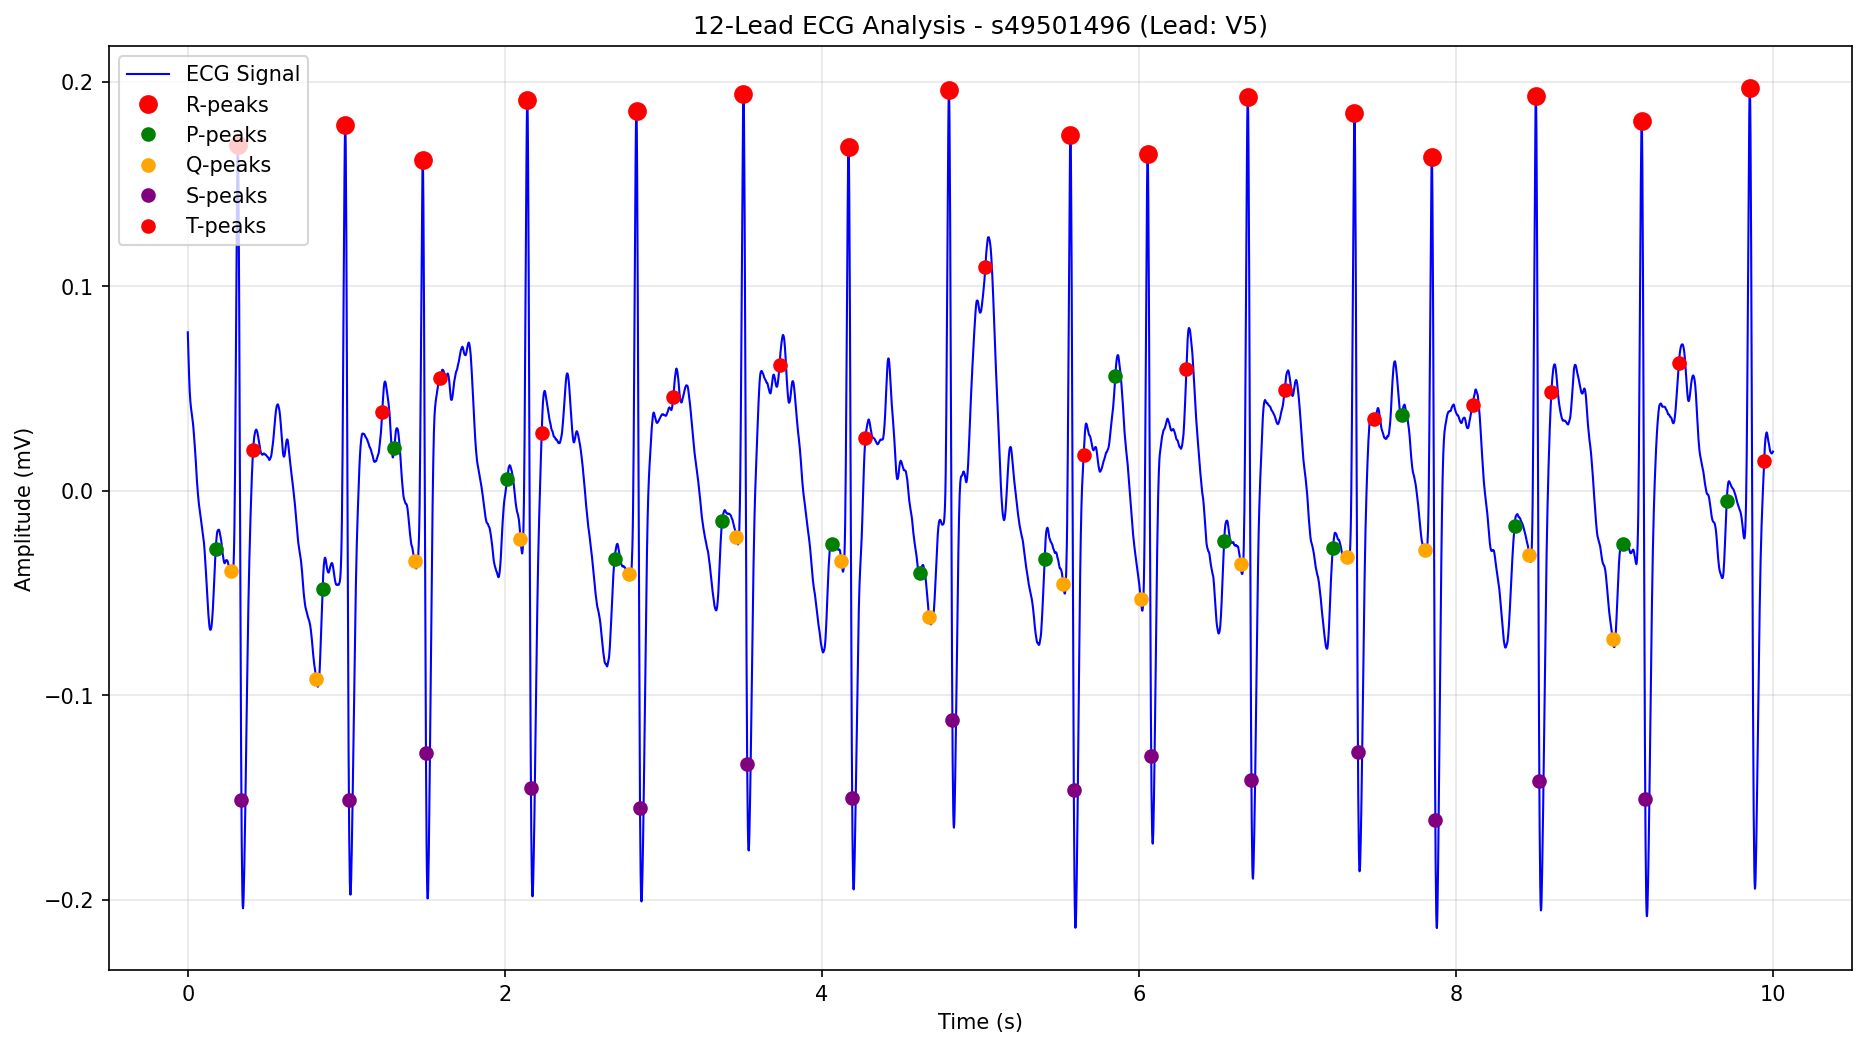 12-Lead ECG Analysis - s49501496 (Lead: V5)
ECG Signal
R-peaks
P-peaks
Q-peaks
S-peaks
T-peaks
0.2
0.1
0.0
−0.1
−0.2
Amplitude (mV)
0 2 4 6 8 10
Time (s)